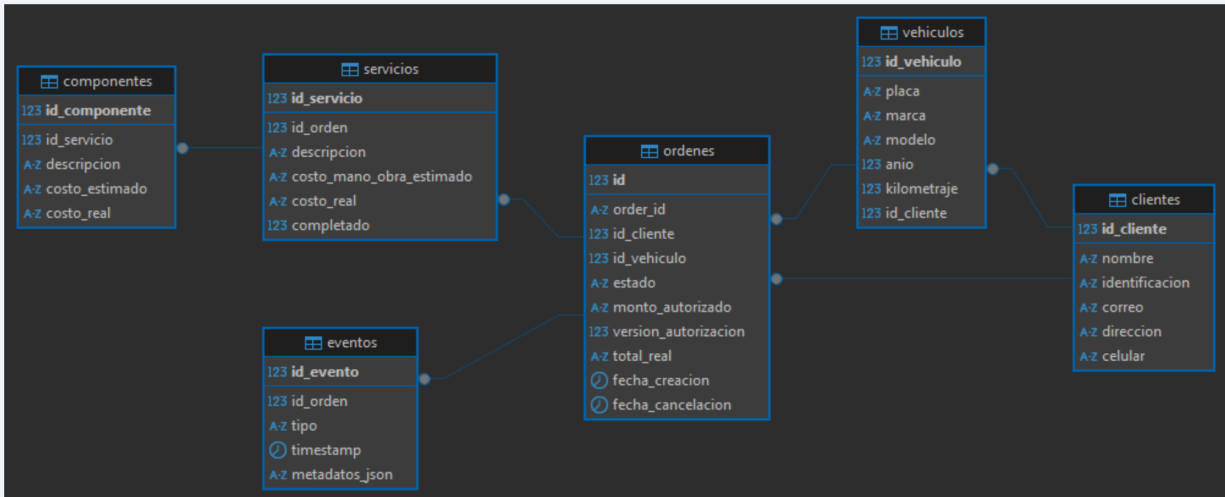 componentes
123 id_componente
123 id_servicio
A-Z descripcion
A-Z costo_estimado
A-Z costo_real
servicios
123 id_servicio
123 id_orden
A-Z descripcion
A-Z costo_mano_obra_estimado
A-Z costo_real
123 completado
eventos
123 id_evento
123 id_orden
A-Z tipo
timestamp
A-Z metadatos_json
ordenes
123 id
A-Z order_id
123 id_cliente
123 id_vehiculo
A-Z estado
A-Z monto_autorizado
123 version_autorizacion
A-Z total_real
fecha_creacion
fecha_cancelacion
vehiculos
123 id_vehiculo
A-Z placa
A-Z marca
A-Z modelo
123 anio
123 kilometraje
123 id_cliente
clientes
123 id_cliente
A-Z nombre
A-Z identificacion
A-Z correo
A-Z direccion
A-Z celular